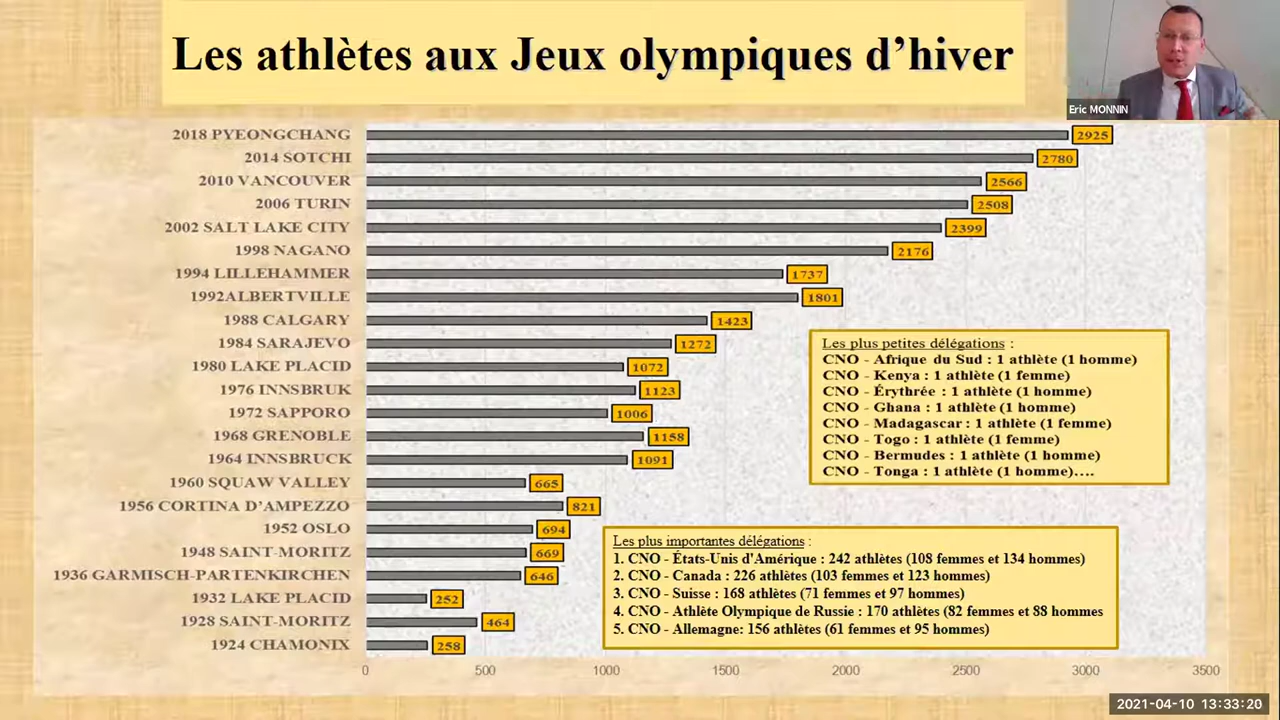 Les athlètes aux Jeux olympiques d’hiver
Eric MONNIN
2018 PYEONGCHANG 2925
2014 SOTCHI 2780
2010 VANCOUVER 2566
2006 TURIN 2508
2002 SALT LAKE CITY 2399
1998 NAGANO 2176
1994 LILLEHAMMER 1737
1992ALBERTVILLE 1801
1988 CALGARY 1423
1984 SARAJEVO 1272
1980 LAKE PLACID 1072
1976 INNSBRUK 1123
1972 SAPPORO 1006
1968 GRENOBLE 1158
1964 INNSBRUCK 1091
1960 SQUAW VALLEY 665
1956 CORTINA D’AMPEZZO 821
1952 OSLO 694
1948 SAINT-MORITZ 669
1936 GARMISCH-PARTENKIRCHEN 646
1932 LAKE PLACID 252
1928 SAINT-MORITZ 464
1924 CHAMONIX 258
0 500 1000 1500 2000 2500 3000 3500
Les plus petites délégations :
CNO - Afrique du Sud : 1 athlète (1 homme)
CNO - Kenya : 1 athlète (1 femme)
CNO - Érythrée : 1 athlète (1 homme)
CNO - Ghana : 1 athlète (1 homme)
CNO - Madagascar : 1 athlète (1 femme)
CNO - Togo : 1 athlète (1 femme)
CNO - Bermudes : 1 athlète (1 homme)
CNO - Tonga : 1 athlète (1 homme)....
Les plus importantes délégations :
1. CNO - États-Unis d'Amérique : 242 athlètes (108 femmes et 134 hommes)
2. CNO - Canada : 226 athlètes (103 femmes et 123 hommes)
3. CNO - Suisse : 168 athlètes (71 femmes et 97 hommes)
4. CNO - Athlète Olympique de Russie : 170 athlètes (82 femmes et 88 hommes
5. CNO - Allemagne: 156 athlètes (61 femmes et 95 hommes)
2021-04-10 13:33:20